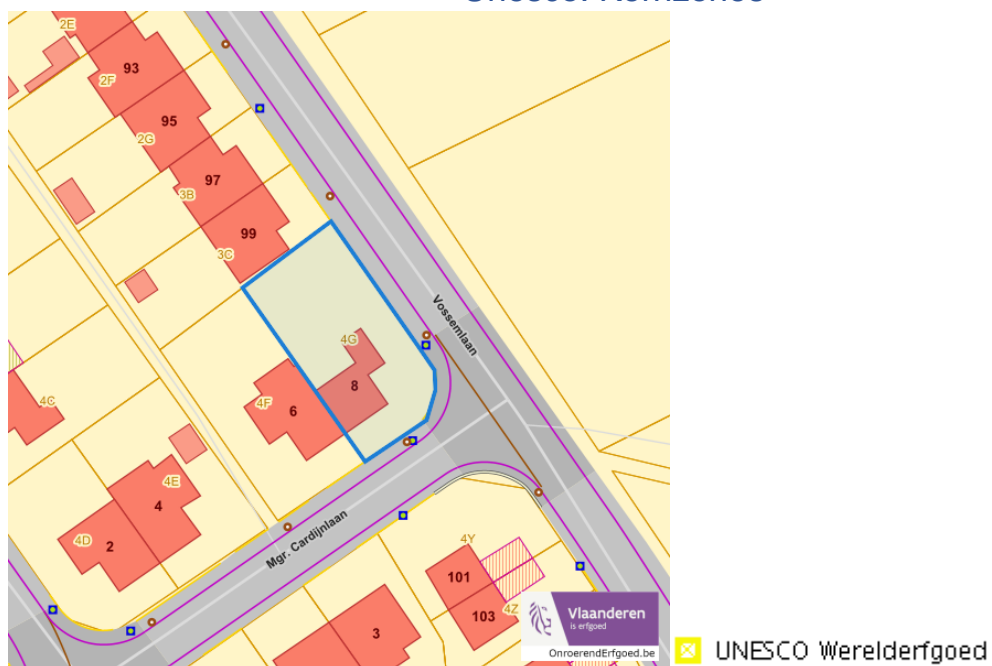 2E
93
2F
95
2G
97
3B
99
3C
Vossemlaan
4G
8
4C
4F
6
4E
4
4D
2
Mgr. Cardijnlaan
4Y
101
4Z
103
3
Vlaanderen
is erfgoed
OnroerendErfgoed.be
UNESCO Werelderfgoed